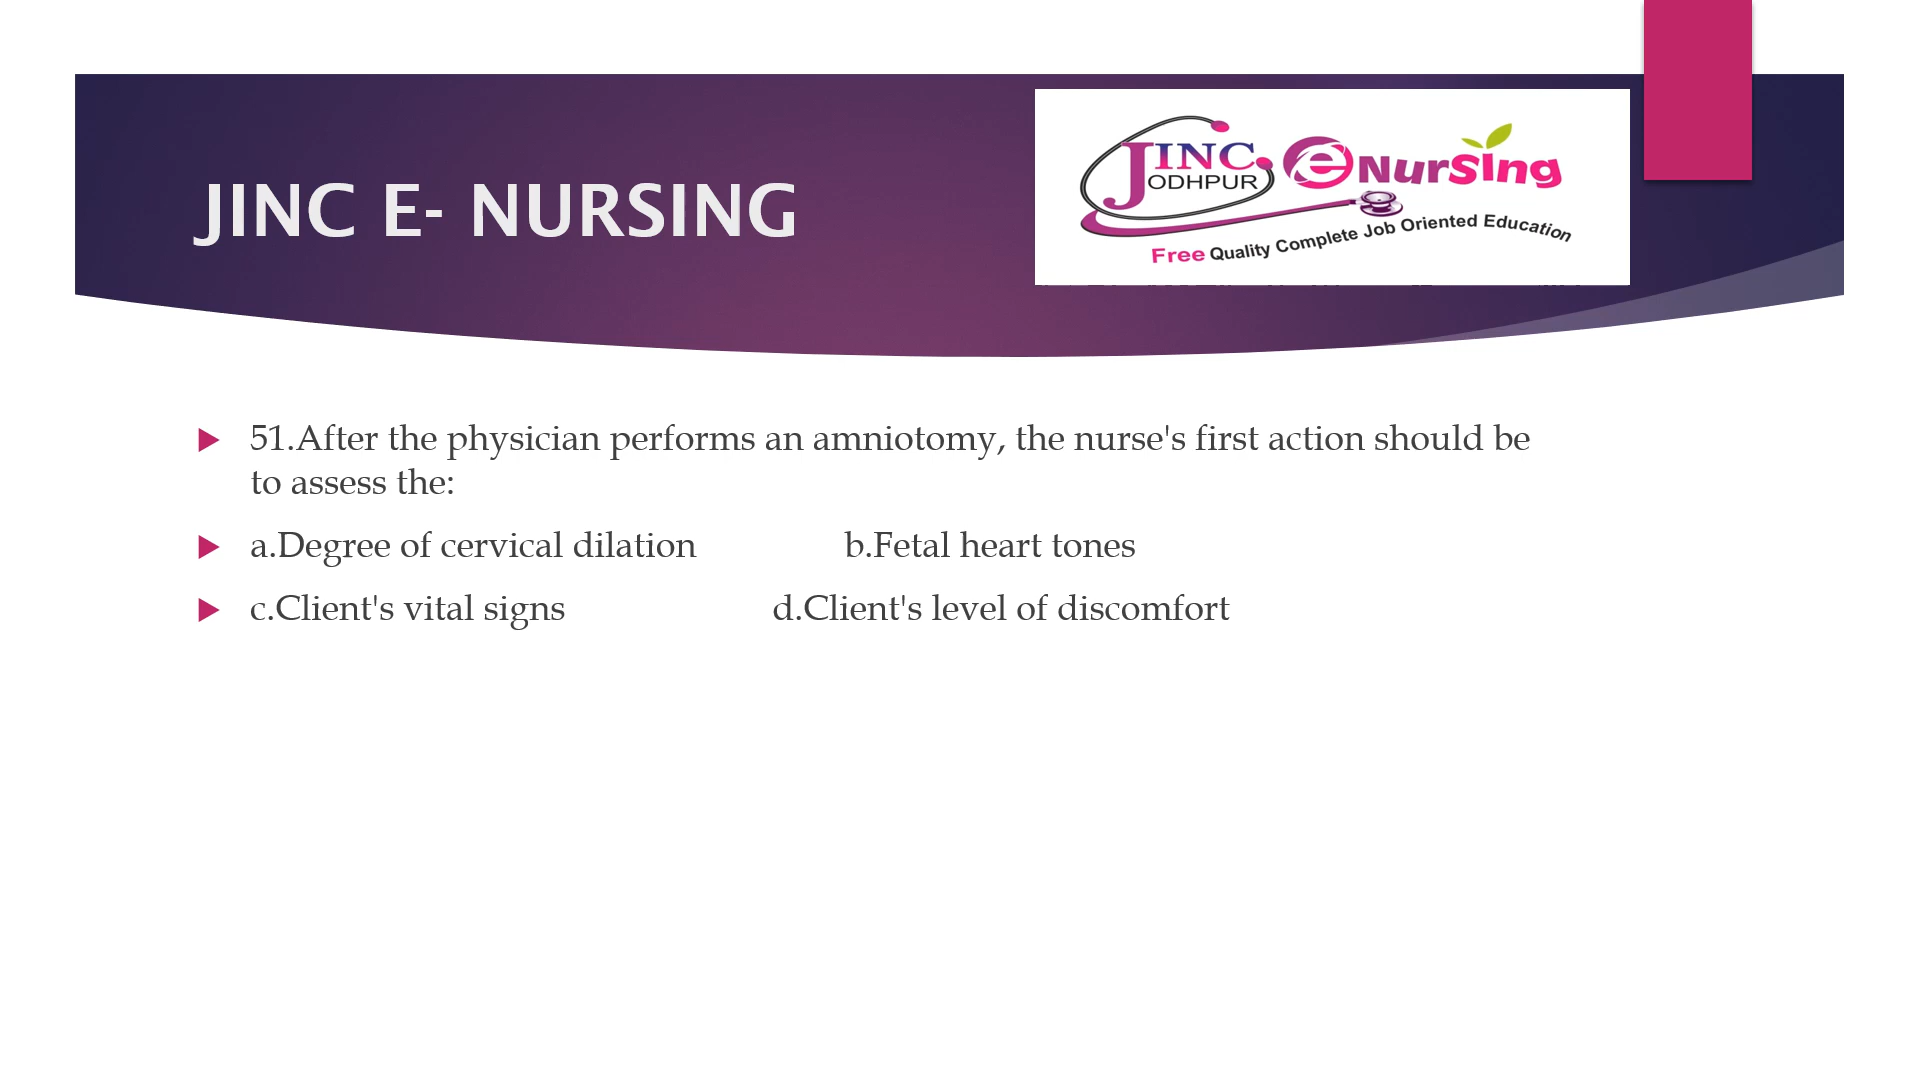 JINC E- NURSING
JINC
ODHPUR
eNursing
Free Quality Complete Job Oriented Education
51.After the physician performs an amniotomy, the nurse's first action should be
to assess the:
a.Degree of cervical dilation b.Fetal heart tones
c.Client's vital signs d.Client's level of discomfort